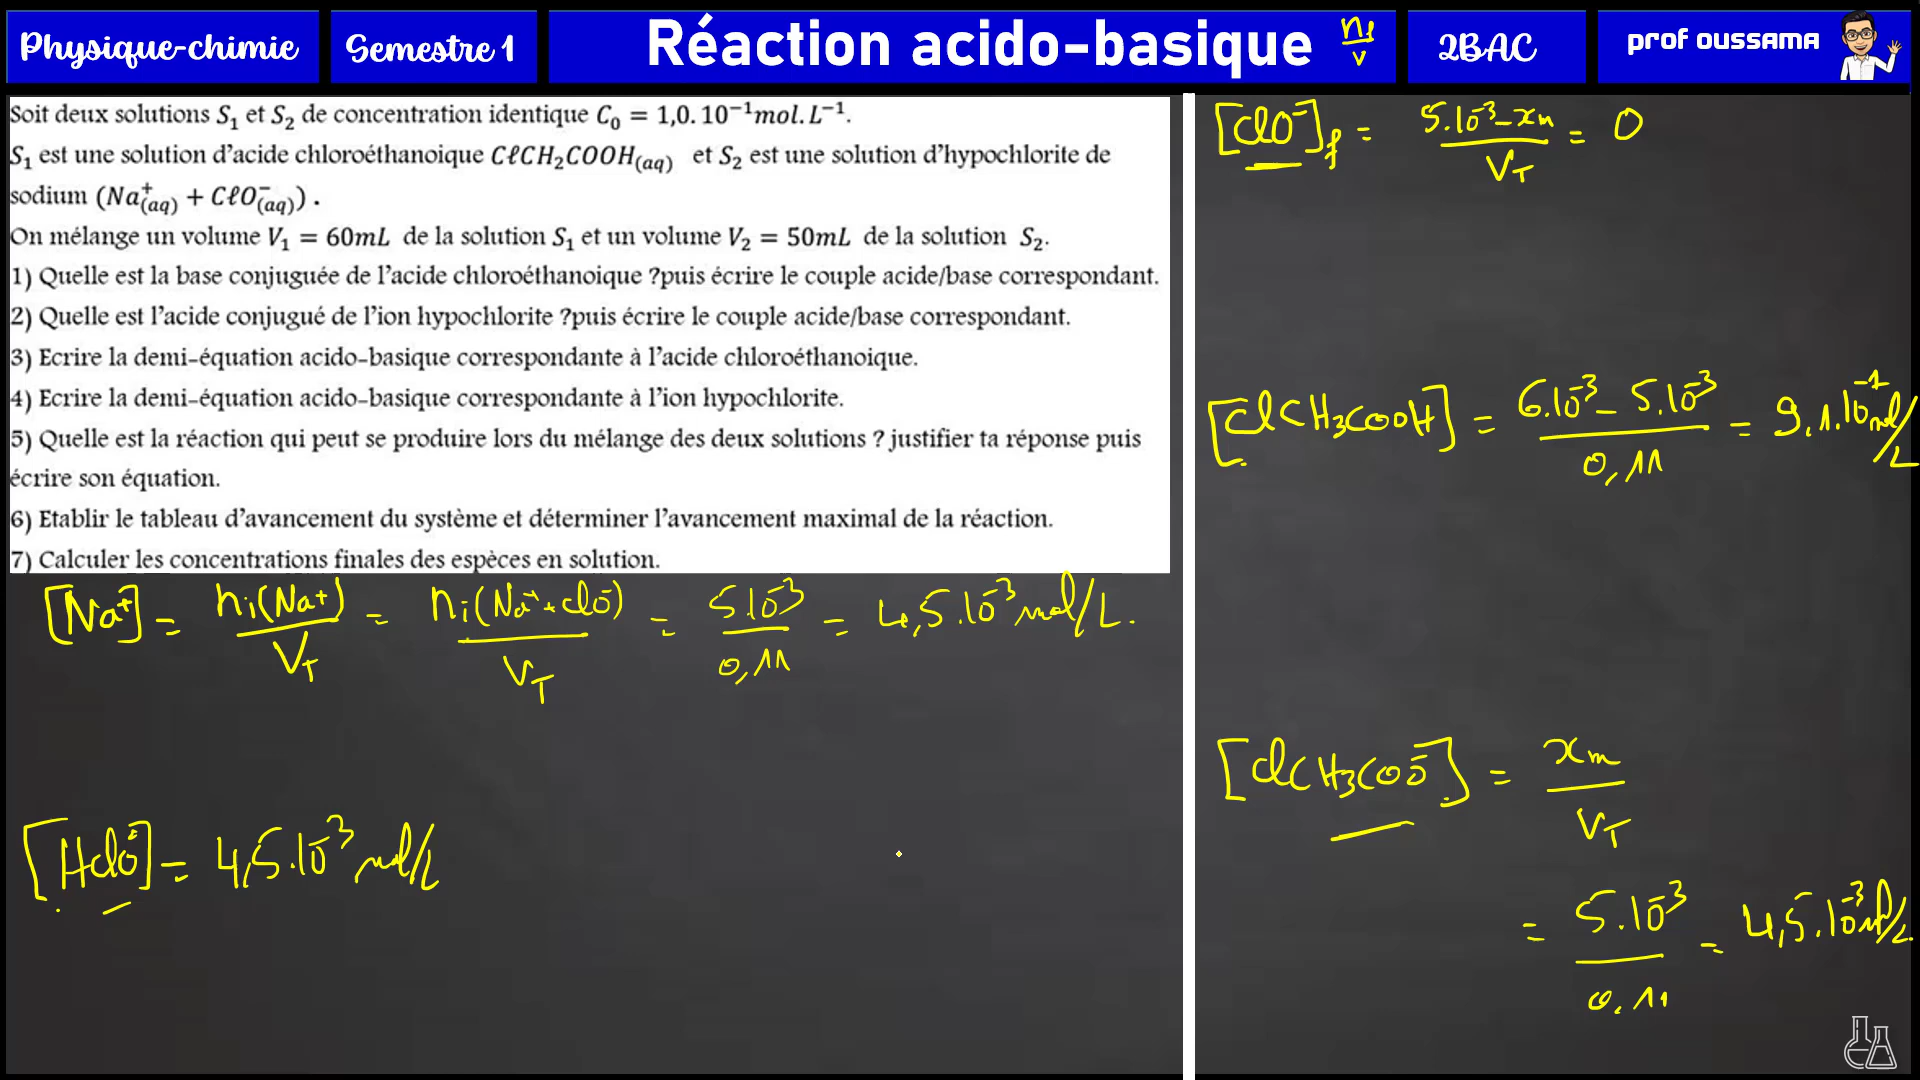 Physique-chimie
Semestre 1
Réaction acido-basique n₁/v
2BAC
prof OUSSAMA
Soit deux solutions S₁ et S₂ de concentration identique C₀ = 1,0. 10⁻¹mol. L⁻¹.
S₁ est une solution d’acide chloroéthanoique CℓCH₂COOH(aq) et S₂ est une solution d’hypochlorite de
sodium (Na⁺(aq) + CℓO⁻(aq)) .
On mélange un volume V₁ = 60mL de la solution S₁ et un volume V₂ = 50mL de la solution S₂.
1) Quelle est la base conjuguée de l’acide chloroéthanoique ?puis écrire le couple acide/base correspondant.
2) Quelle est l’acide conjugué de l’ion hypochlorite ?puis écrire le couple acide/base correspondant.
3) Ecrire la demi-équation acido-basique correspondante à l’acide chloroéthanoique.
4) Ecrire la demi-équation acido-basique correspondante à l’ion hypochlorite.
5) Quelle est la réaction qui peut se produire lors du mélange des deux solutions ? justifier ta réponse puis
écrire son équation.
6) Etablir le tableau d’avancement du système et déterminer l’avancement maximal de la réaction.
7) Calculer les concentrations finales des espèces en solution.
[Na⁺] = ni(Na+)/V_T = ni(Na⁺+clo⁻)/V_T = 5.10⁻³/0,11 = 4,5.10⁻³ mol/L.
[Hclo] = 4,5.10⁻³ mol/L
[clO⁻]f = 5.10⁻³-xm/V_T = 0
[clCH₃COOH] = 6.10⁻³ - 5.10⁻³/0,11 = 9,1.10⁻¹ mol/L
[clCH₃COO⁻] = xm/V_T
= 5.10⁻³/0,11 = 4,5.10⁻³ mol/L.